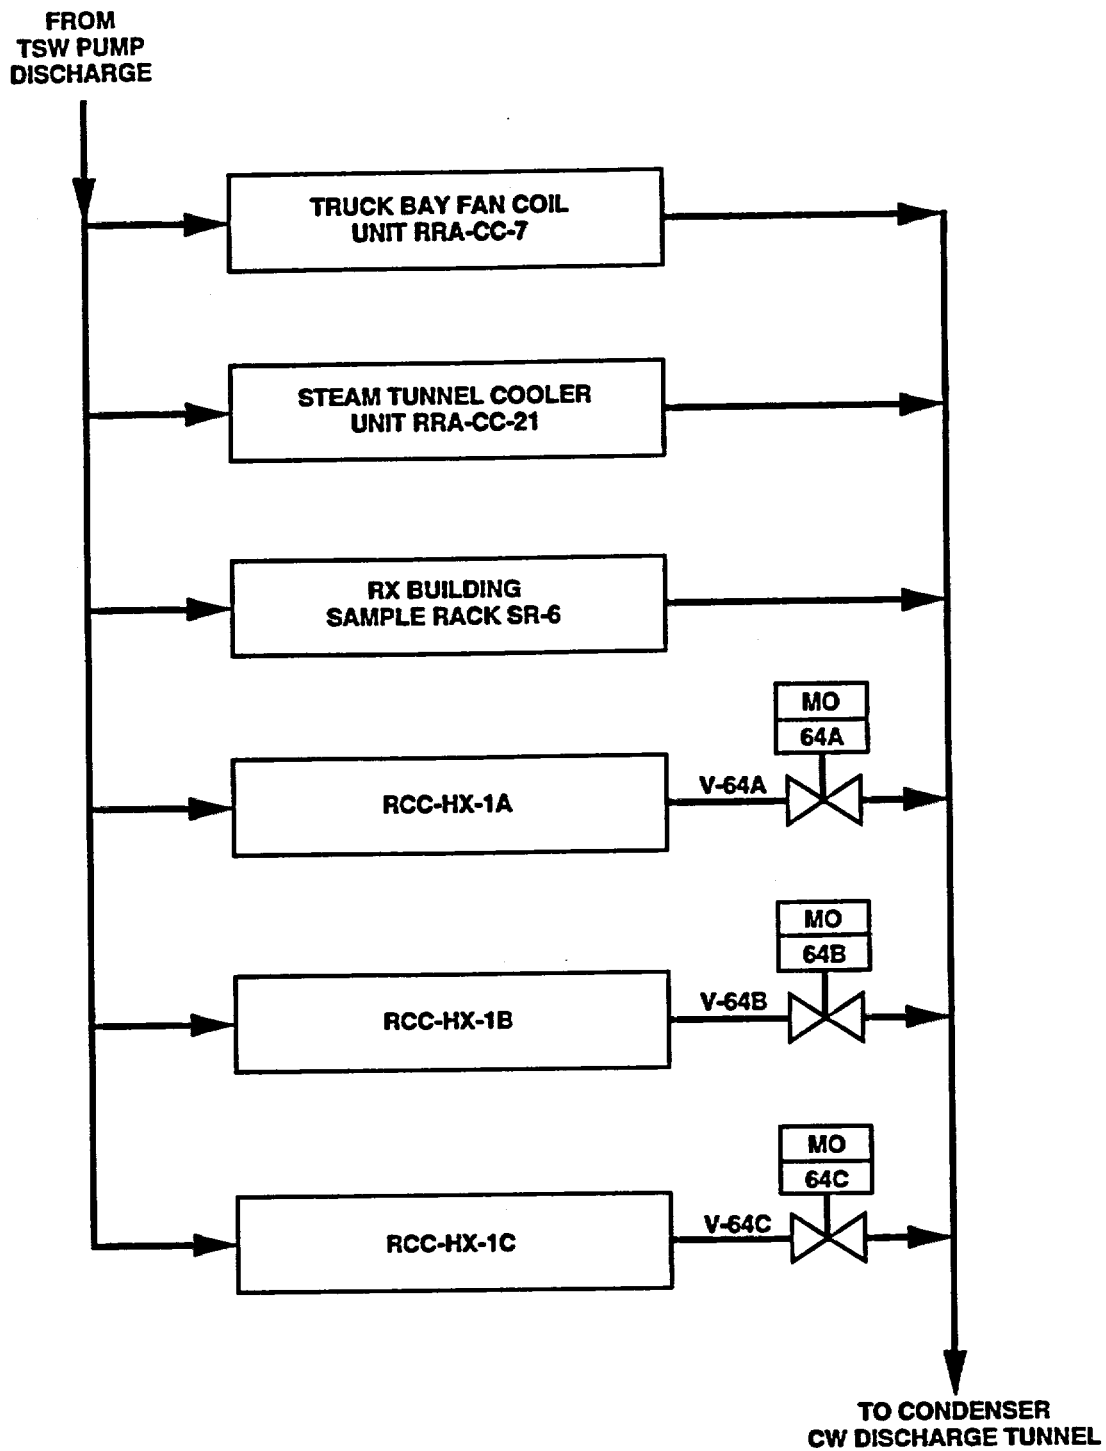 FROM
TSW PUMP
DISCHARGE
TRUCK BAY FAN COIL
UNIT RRA-CC-7
STEAM TUNNEL COOLER
UNIT RRA-CC-21
RX BUILDING
SAMPLE RACK SR-6
MO
64A
RCC-HX-1A
V-64A
MO
64B
RCC-HX-1B
V-64B
MO
64C
RCC-HX-1C
V-64C
TO CONDENSER
CW DISCHARGE TUNNEL